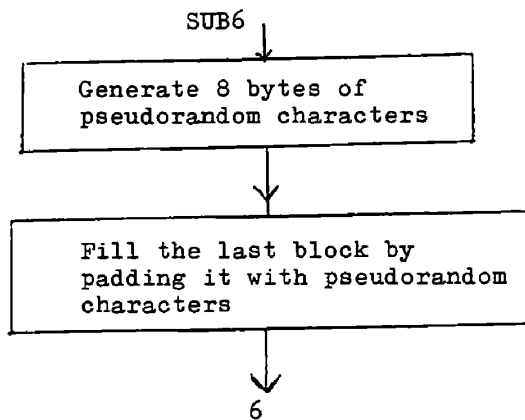 SUB6
Generate 8 bytes of
pseudorandom characters
Fill the last block by
padding it with pseudorandom
characters
6